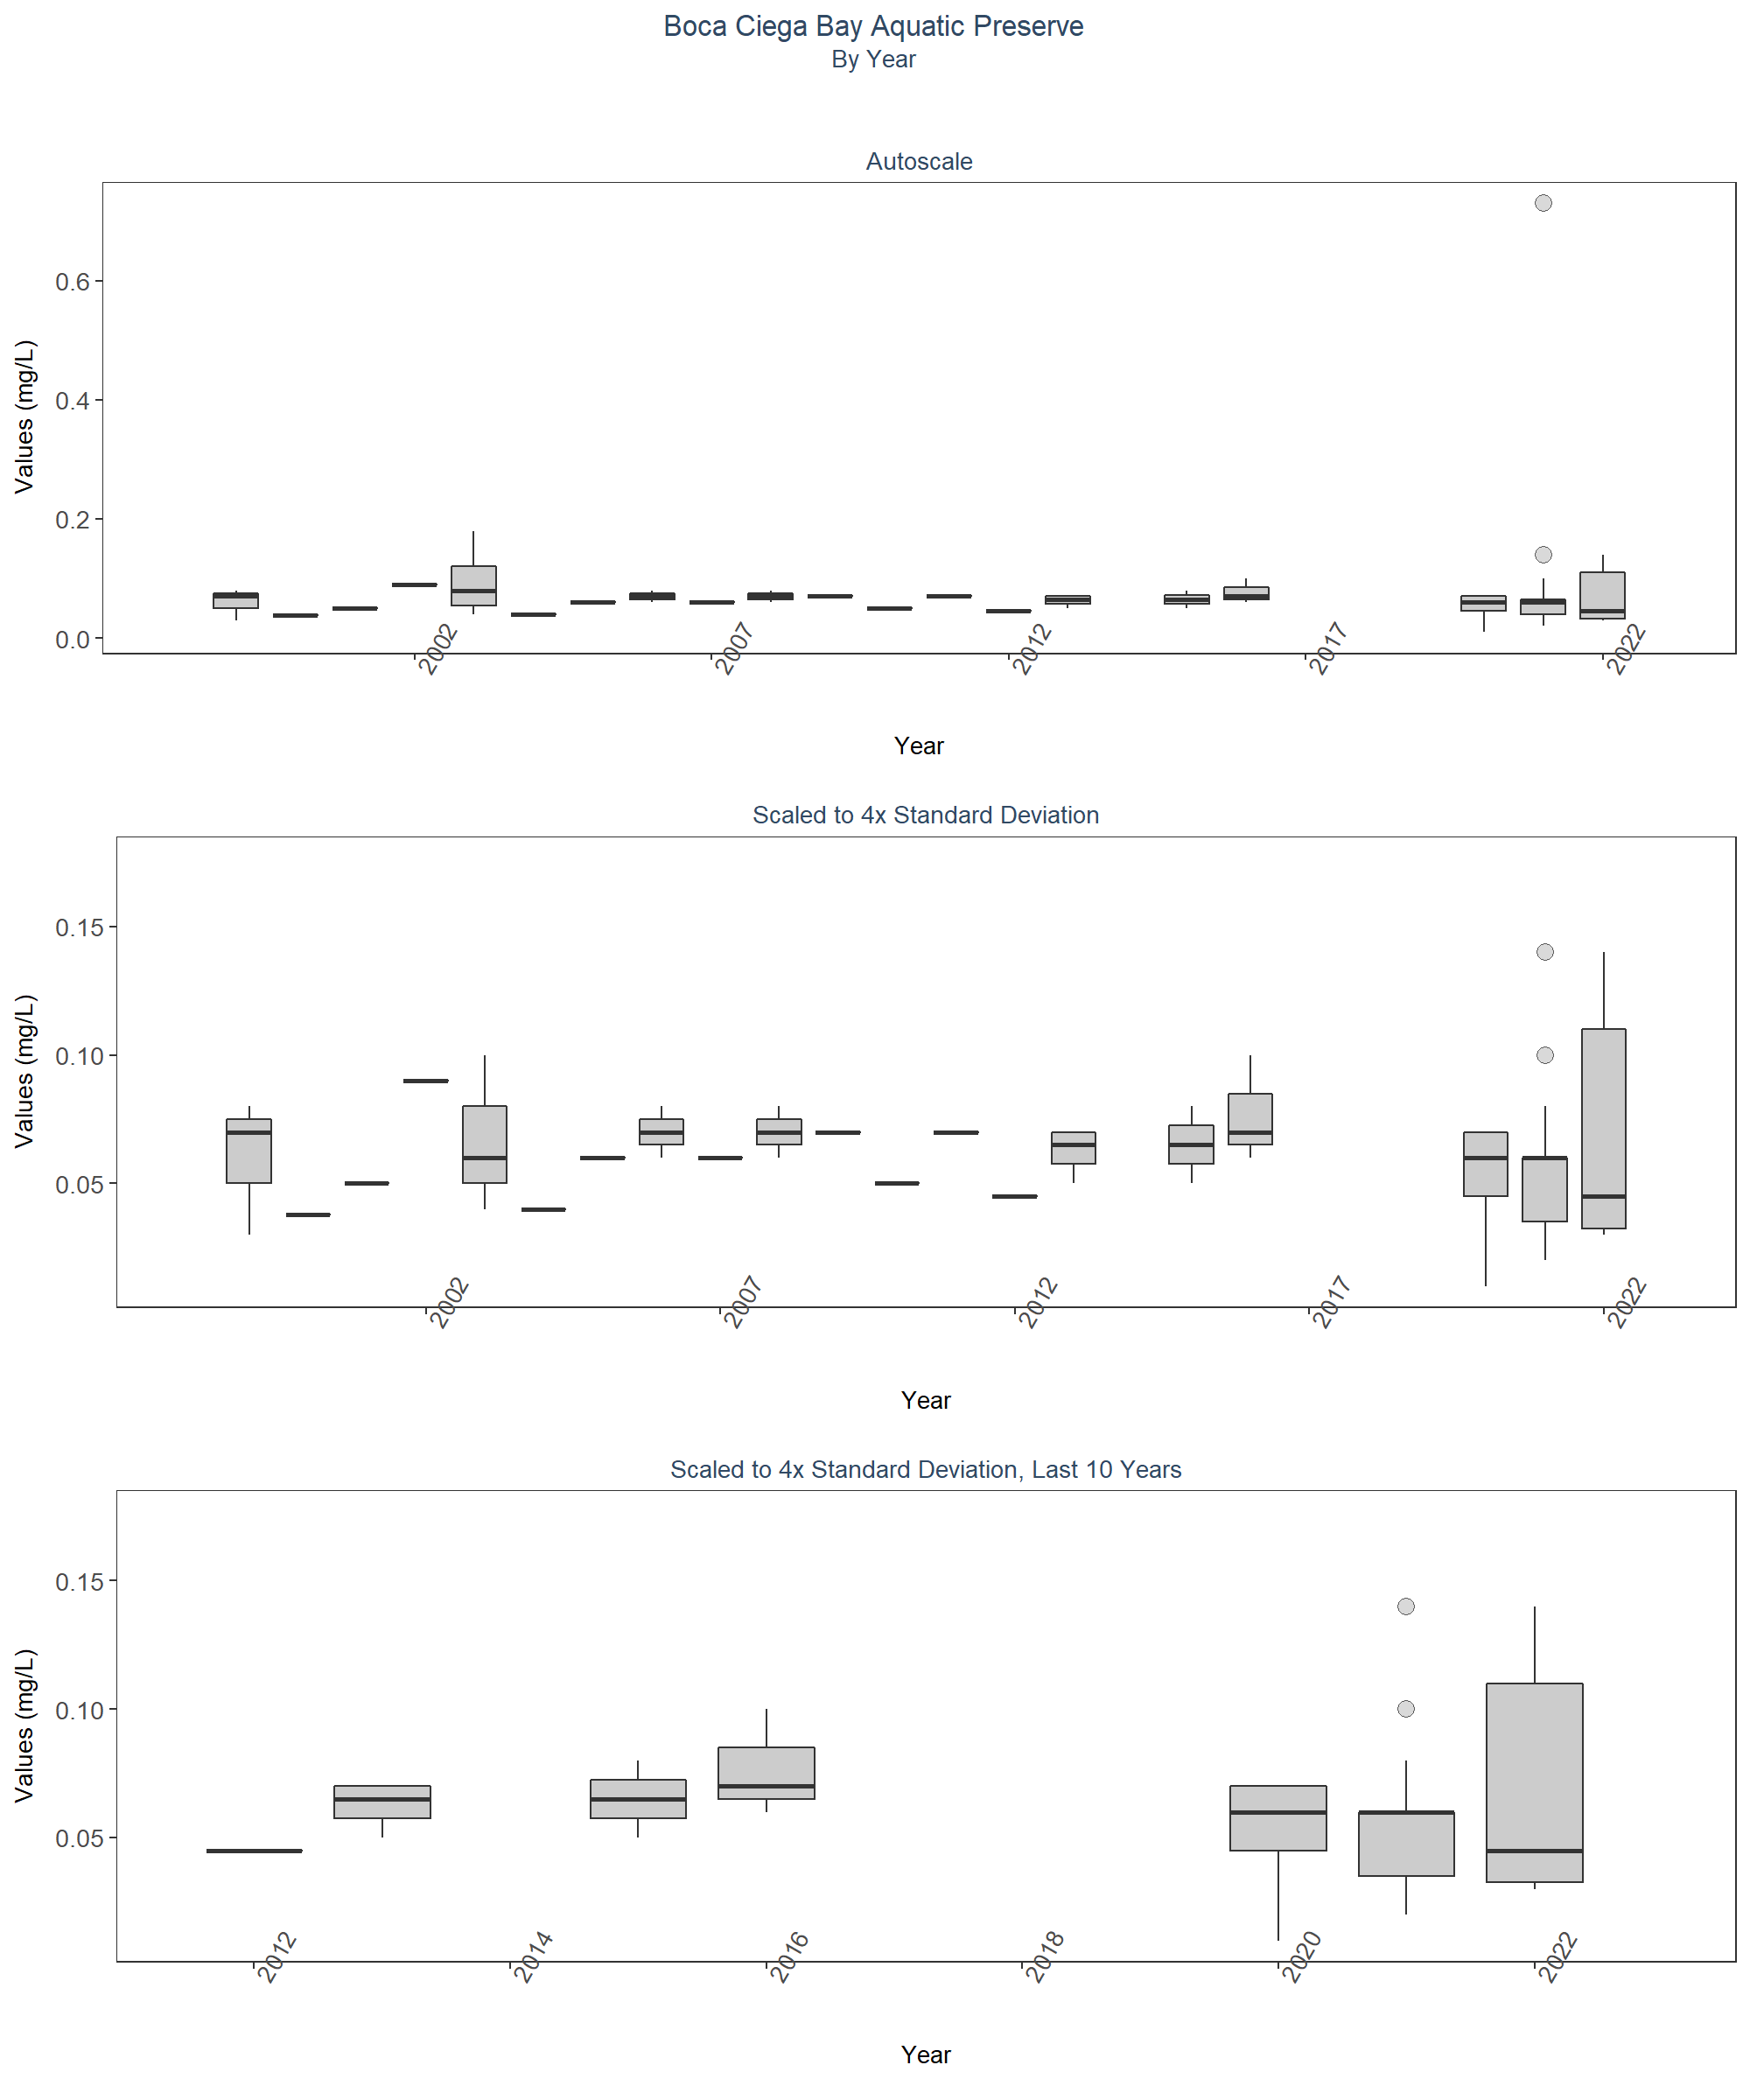 Boca Ciega Bay Aquatic Preserve
By Year
Autoscale
Values (mg/L)
0.6
0.4
0.2
0.0
2002 2007 2012 2017 2022
Year
Scaled to 4x Standard Deviation
Values (mg/L)
0.15
0.10
0.05
2002 2007 2012 2017 2022
Year
Scaled to 4x Standard Deviation, Last 10 Years
Values (mg/L)
0.15
0.10
0.05
2012 2014 2016 2018 2020 2022
Year